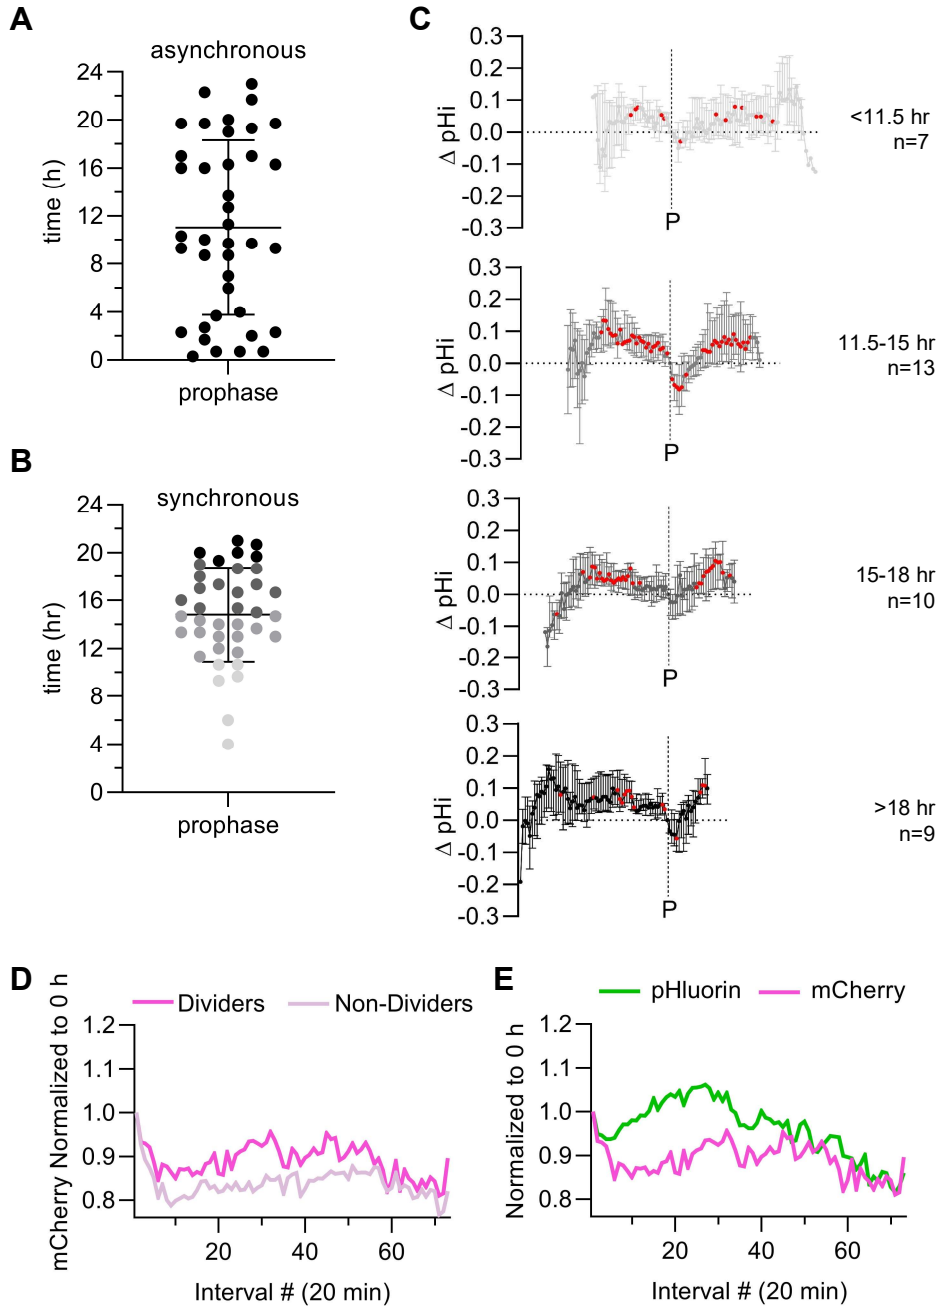 A
asynchronous
24
20
16
12
8
4
0
time (h)
prophase
B
synchronous
24
20
16
12
8
4
0
time (hr)
prophase
C
0.3
0.2
0.1
0.0
-0.1
-0.2
-0.3
Δ pHi
P
<11.5 hr
n=7
0.3
0.2
0.1
0.0
-0.1
-0.2
-0.3
Δ pHi
P
11.5-15 hr
n=13
0.3
0.2
0.1
0.0
-0.1
-0.2
-0.3
Δ pHi
P
15-18 hr
n=10
0.3
0.2
0.1
0.0
-0.1
-0.2
-0.3
Δ pHi
P
>18 hr
n=9
D
Dividers
Non-Dividers
mCherry Normalized to 0 h
1.2
1.1
1.0
0.9
0.8
20
40
60
Interval # (20 min)
E
pHluorin
mCherry
Normalized to 0 h
1.2
1.1
1.0
0.9
0.8
20
40
60
Interval # (20 min)